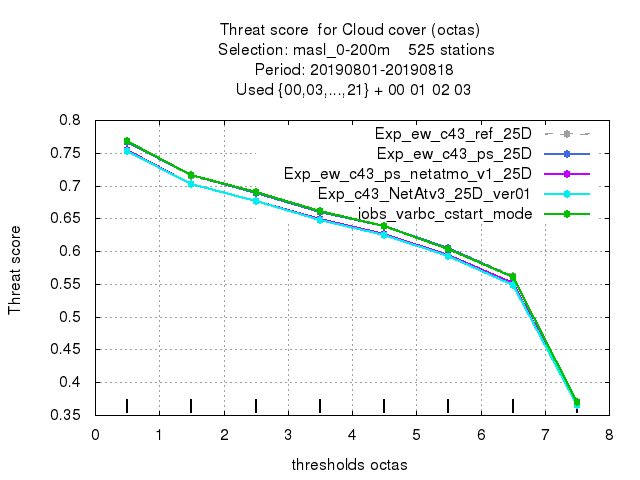 Threat score  for Cloud cover (octas)
Selection: masl_0-200m    525 stations
Period: 20190801-20190818
Used {00,03,...,21} + 00 01 02 03
Exp_ew_c43_ref_25D
Exp_ew_c43_ps_25D
Exp_ew_c43_ps_netatmo_v1_25D
Exp_c43_NetAtv3_25D_ver01
jobs_varbc_cstart_mode
Threat score
0.8
0.75
0.7
0.65
0.6
0.55
0.5
0.45
0.4
0.35
0 1 2 3 4 5 6 7 8
thresholds octas